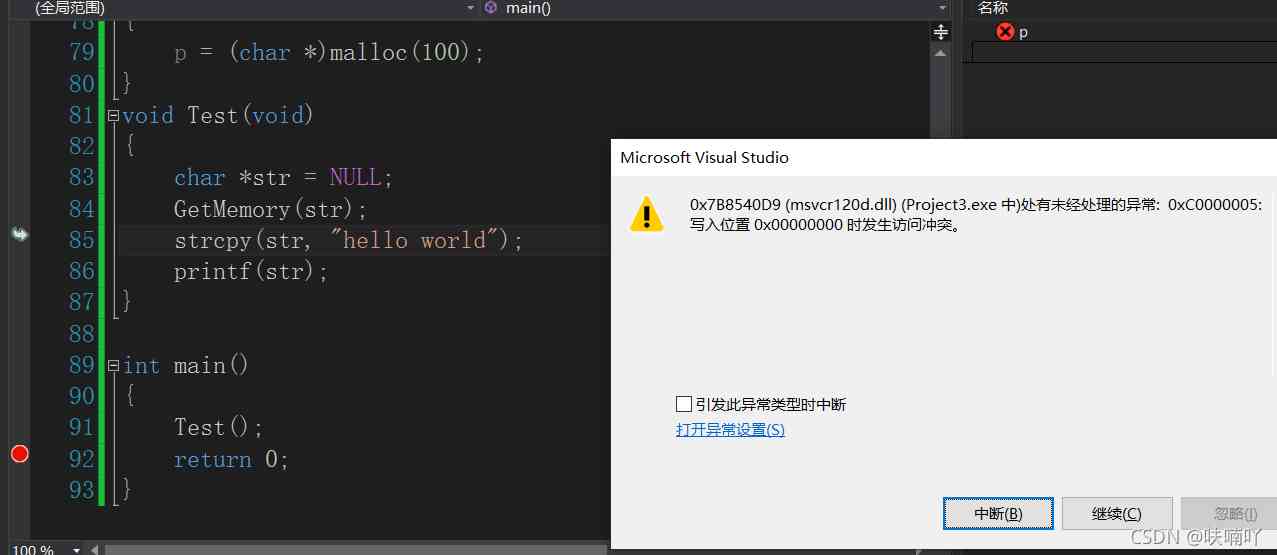 (全局范围) main() 名称
78 {
79 p = (char *)malloc(100);
80 }
81 void Test(void)
82 {
83 char *str = NULL;
84 GetMemory(str);
85 strcpy(str, "hello world");
86 printf(str);
87 }
88
89 int main()
90 {
91 Test();
92 return 0;
93 }
100 %
p
Microsoft Visual Studio
0x7B8540D9 (msvcr120d.dll) (Project3.exe 中)处有未经处理的异常: 0xC0000005:
写入位置 0x00000000 时发生访问冲突。
引发此异常类型时中断
打开异常设置(S)
中断(B) 继续(C) 忽略(I)
CSDN @呋喃吖